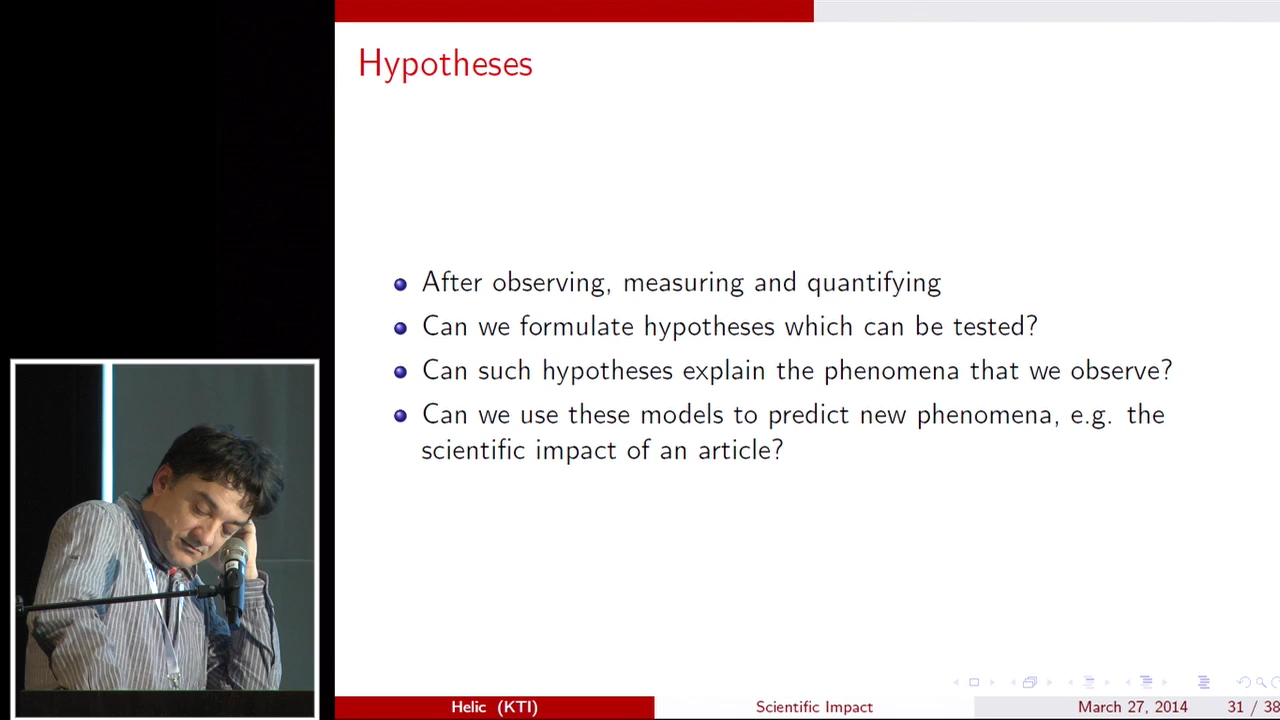 Hypotheses
After observing, measuring and quantifying
Can we formulate hypotheses which can be tested?
Can such hypotheses explain the phenomena that we observe?
Can we use these models to predict new phenomena, e.g. the
scientific impact of an article?
Helic (KTI)
Scientific Impact
March 27, 2014
31 / 38